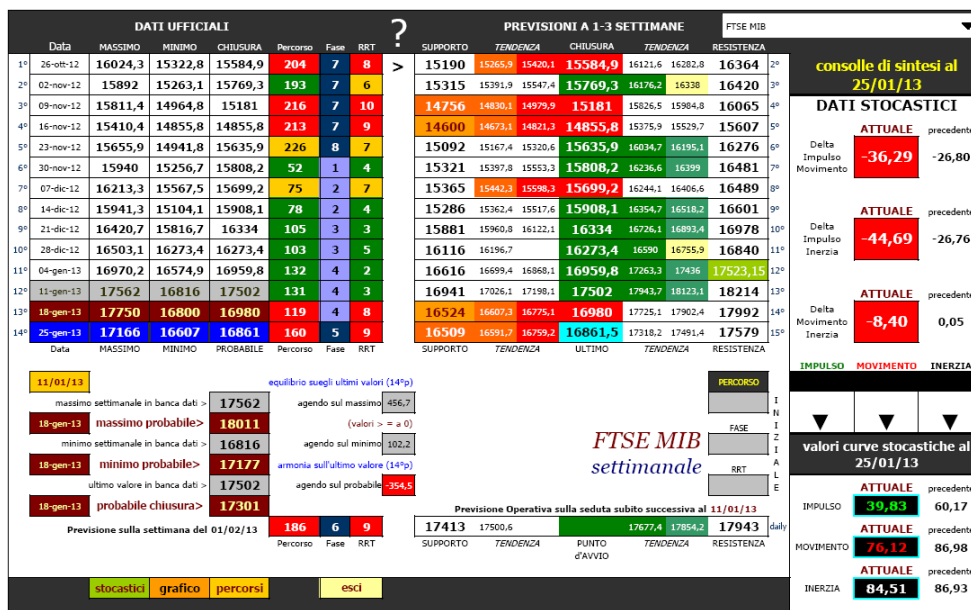 DATI UFFICIALI ? PREVISIONI A 1-3 SETTIMANE FTSE MIB
Data MASSIMO MINIMO CHIUSURA Percorso Fase RRT SUPPORTO TENDENZA CHIUSURA TENDENZA RESISTENZA
1° 26-ott-12 16024,3 15322,8 15584,9 204 7 8 > 15190 15265,9 15420,1 15584,9 16121,6 16282,8 16364 2°
2° 02-nov-12 15892 15263,1 15769,3 193 7 6 15315 15391,9 15547,4 15769,3 16176,2 16338 16420 3°
3° 09-nov-12 15811,4 14964,8 15181 216 7 10 14756 14830,1 14979,9 15181 15826,5 15984,8 16065 4°
4° 16-nov-12 15410,4 14855,8 14855,8 213 7 9 14600 14673,1 14821,3 14855,8 15375,9 15529,7 15607 5°
5° 23-nov-12 15655,9 14941,8 15635,9 226 8 7 15092 15167,4 15320,6 15635,9 16034,7 16195,1 16276 6°
6° 30-nov-12 15940 15256,7 15808,2 52 1 4 15321 15397,8 15553,3 15808,2 16236,6 16399 16481 7°
7° 07-dic-12 16213,3 15567,5 15699,2 75 2 7 15365 15442,3 15598,3 15699,2 16244,1 16406,6 16489 8°
8° 14-dic-12 15941,3 15104,1 15908,1 78 2 4 15286 15362,4 15517,6 15908,1 16354,7 16518,2 16601 9°
9° 21-dic-12 16420,7 15816,7 16334 105 3 3 15881 15960,8 16122,1 16334 16726,1 16893,4 16978 10°
10° 28-dic-12 16503,1 16273,4 16273,4 103 3 5 16116 16196,7 16273,4 16590 16755,9 16840 11°
11° 04-gen-13 16970,2 16574,9 16959,8 132 4 2 16616 16699,4 16868,1 16959,8 17263,3 17436 17523,15 12°
12° 11-gen-13 17562 16816 17502 131 4 3 16941 17026,1 17198,1 17502 17943,7 18123,1 18214 13°
13° 18-gen-13 17750 16800 16980 119 4 8 16524 16607,3 16775,1 16980 17725,1 17902,4 17992 14°
14° 25-gen-13 17166 16607 16861 160 5 9 16509 16591,7 16759,2 16861,5 17318,2 17491,4 17579 15°
Data MASSIMO MINIMO PROBABILE Percorso Fase RRT SUPPORTO TENDENZA ULTIMO TENDENZA RESISTENZA
11/01/13 equilibrio suegli ultimi valori (14°p) PERCORSO
massimo settimanale in banca dati > 17562 agendo sul massimo 456,7
18-gen-13 massimo probabile> 18011 (valori > = a 0) FASE
minimo settimanale in banca dati > 16816 agendo sul minimo 102,2
18-gen-13 minimo probabile> 17177 armonia sull'ultimo valore (14°p) RRT
ultimo valore in banca dati > 17502 agendo sul probabile -354,5
18-gen-13 probabile chiusura> 17301
FTSE MIB
settimanale
INIZIALE
Previsione Operativa sulla seduta subito successiva al 11/01/13
Previsione sulla settimana del 01/02/13 186 6 9 17413 17500,6 17677,4 17854,2 17943 daily
Percorso Fase RRT SUPPORTO TENDENZA PUNTO D'AVVIO TENDENZA RESISTENZA
stocastici grafico percorsi esci
consolle di sintesi al
25/01/13
DATI STOCASTICI
ATTUALE precedente
Delta Impulso Movimento -36,29 -26,80
ATTUALE precedente
Delta Impulso Inerzia -44,69 -26,76
ATTUALE precedente
Delta Movimento Inerzia -8,40 0,05
IMPULSO MOVIMENTO INERZIA
valori curve stocastiche al
25/01/13
ATTUALE precedente
IMPULSO 39,83 60,17
ATTUALE precedente
MOVIMENTO 76,12 86,98
ATTUALE precedente
INERZIA 84,51 86,93